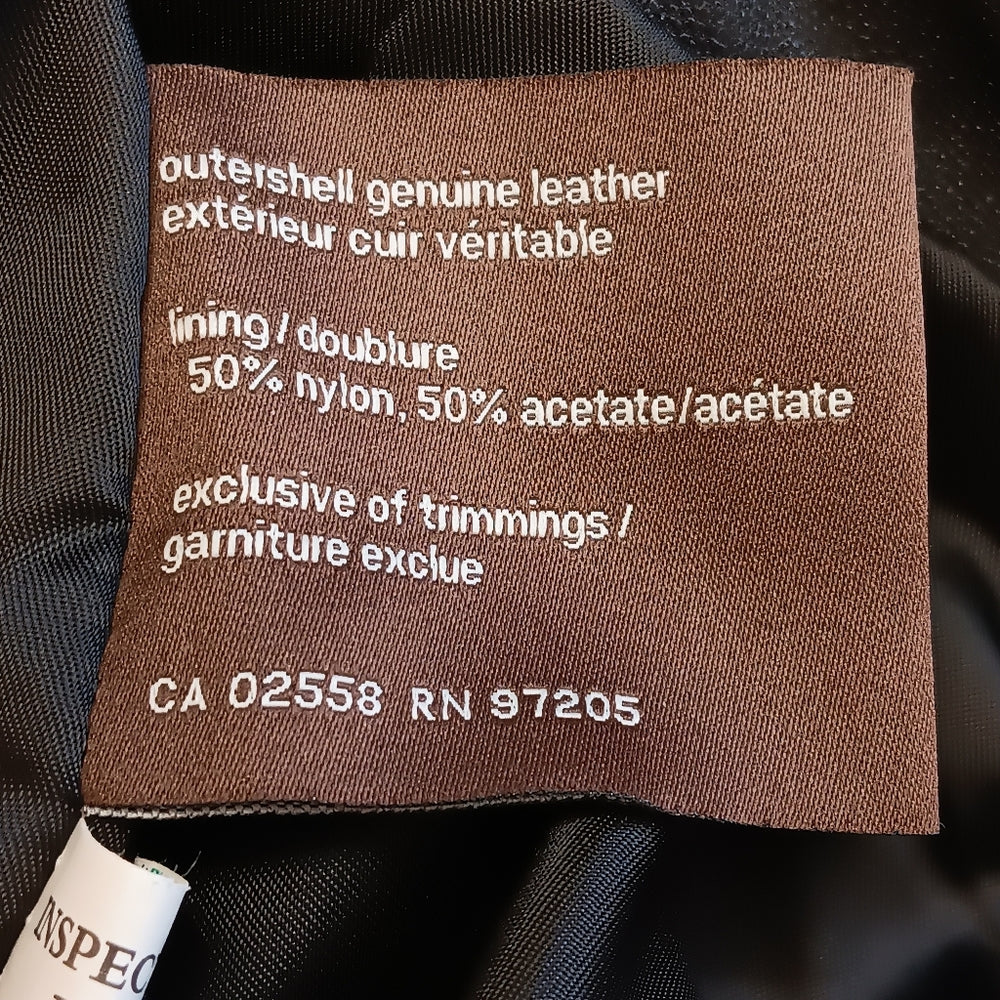 outershell genuine leather
extérieur cuir véritable
lining / doublure
50% nylon, 50% acetate/acétate
exclusive of trimmings /
garniture exclue
CA 02558 RN 97205